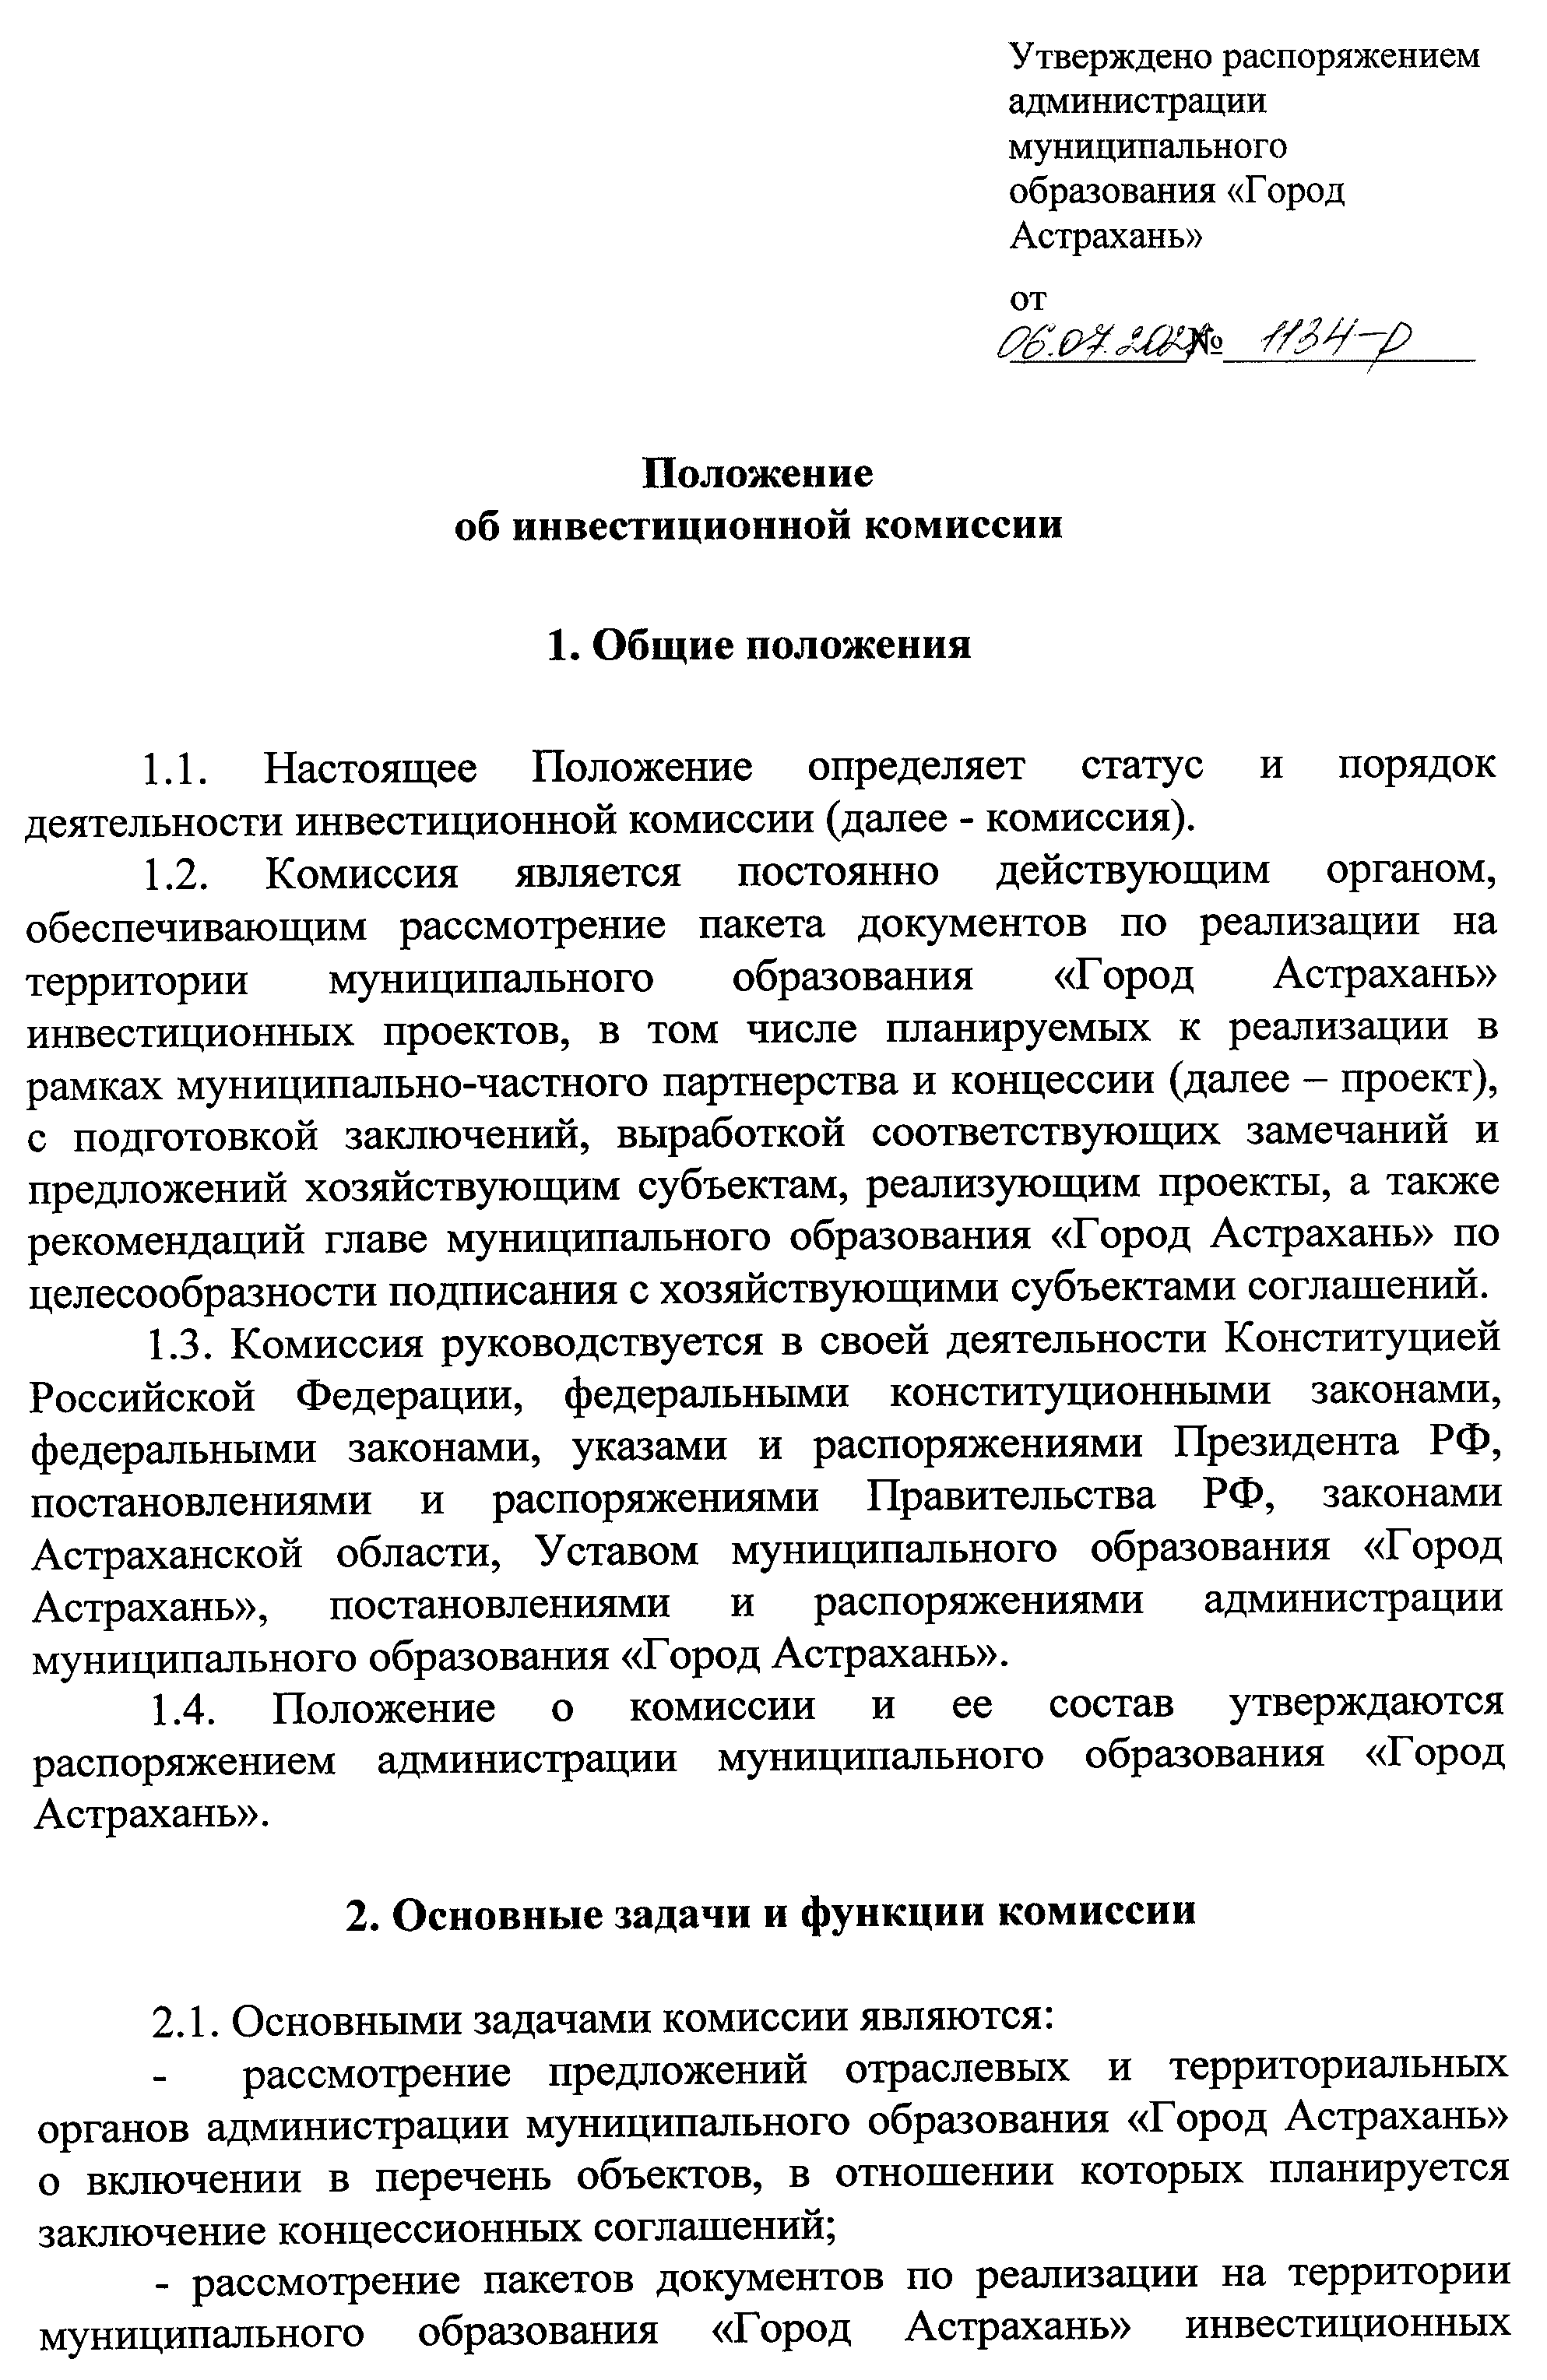 Утверждено распоряжением
администрации
муниципального
образования «Город
Астрахань»
от
06.07.2021 № 1134-р
Положение
об инвестиционной комиссии
1. Общие положения
1.1. Настоящее Положение определяет статус и порядок
деятельности инвестиционной комиссии (далее - комиссия).
1.2. Комиссия является постоянно действующим органом,
обеспечивающим рассмотрение пакета документов по реализации на
территории муниципального образования «Город Астрахань»
инвестиционных проектов, в том числе планируемых к реализации в
рамках муниципально-частного партнерства и концессии (далее – проект),
с подготовкой заключений, выработкой соответствующих замечаний и
предложений хозяйствующим субъектам, реализующим проекты, а также
рекомендаций главе муниципального образования «Город Астрахань» по
целесообразности подписания с хозяйствующими субъектами соглашений.
1.3. Комиссия руководствуется в своей деятельности Конституцией
Российской Федерации, федеральными конституционными законами,
федеральными законами, указами и распоряжениями Президента РФ,
постановлениями и распоряжениями Правительства РФ, законами
Астраханской области, Уставом муниципального образования «Город
Астрахань», постановлениями и распоряжениями администрации
муниципального образования «Город Астрахань».
1.4. Положение о комиссии и ее состав утверждаются
распоряжением администрации муниципального образования «Город
Астрахань».
2. Основные задачи и функции комиссии
2.1. Основными задачами комиссии являются:
- рассмотрение предложений отраслевых и территориальных
органов администрации муниципального образования «Город Астрахань»
о включении в перечень объектов, в отношении которых планируется
заключение концессионных соглашений;
- рассмотрение пакетов документов по реализации на территории
муниципального образования «Город Астрахань» инвестиционных